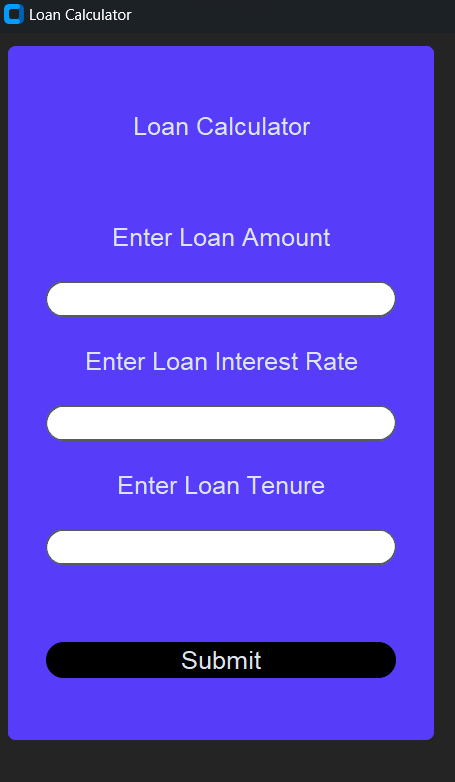 Loan Calculator
Loan Calculator
Enter Loan Amount
Enter Loan Interest Rate
Enter Loan Tenure
Submit